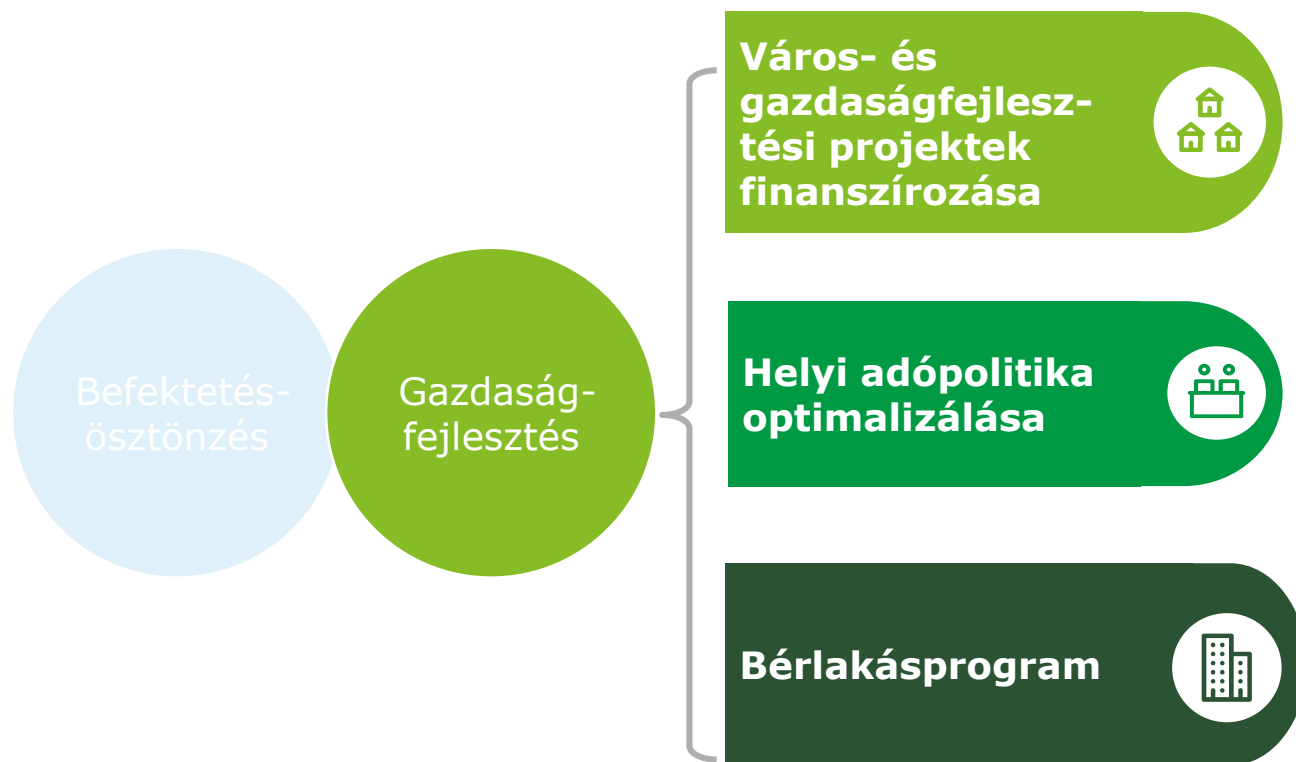 Befektetés-
ösztönzés
Gazdaság-
fejlesztés
Város- és
gazdaságfejlesz-
tési projektek
finanszírozása
Helyi adópolitika
optimalizálása
Bérlakásprogram